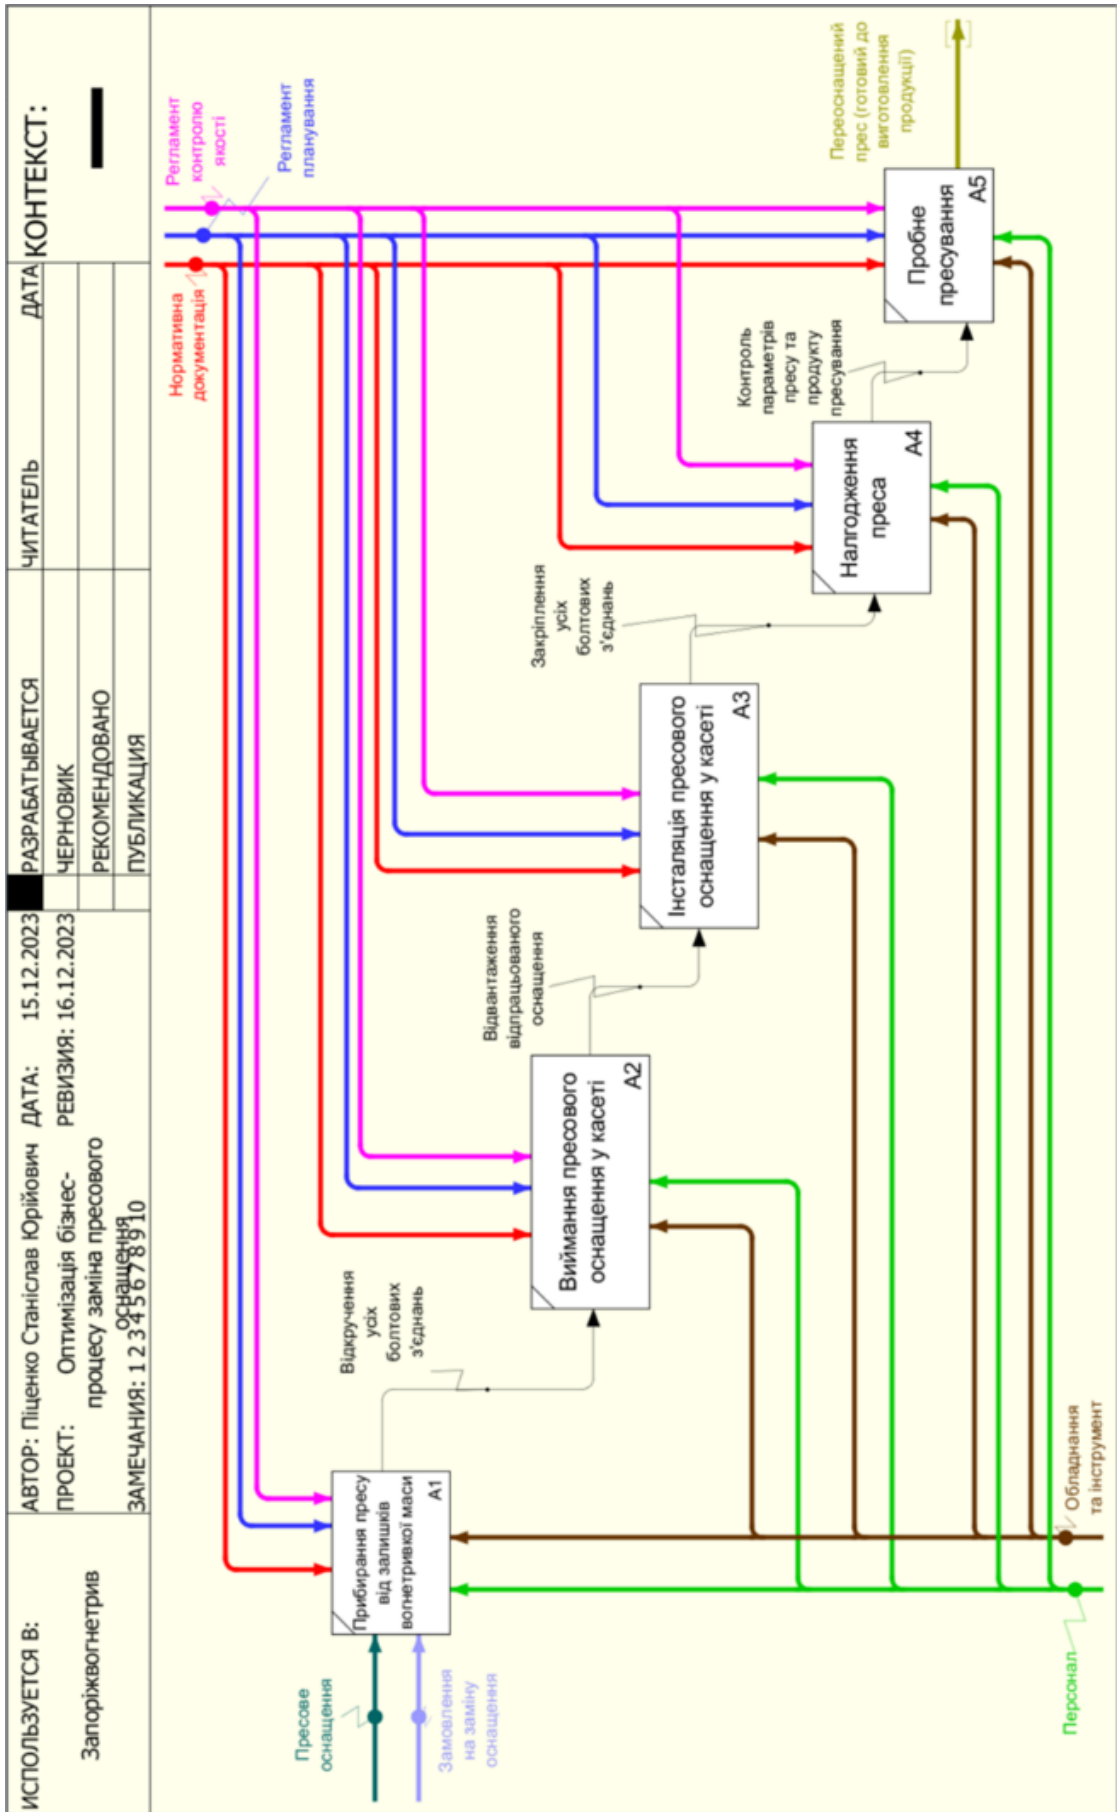 ИСПОЛЬЗУЕТСЯ В:
Запоріжвогнетрив
АВТОР: Піценко Станіслав Юрійович
ДАТА: 15.12.2023
ПРОЕКТ: Оптимізація бізнес-
процесу заміна пресового
оснащення
РЕВИЗИЯ: 16.12.2023
ЗАМЕЧАНИЯ: 1 2 3 4 5 6 7 8 9 10
РАЗРАБАТЫВАЕТСЯ
ЧЕРНОВИК
РЕКОМЕНДОВАНО
ПУБЛИКАЦИЯ
ЧИТАТЕЛЬ
ДАТА
КОНТЕКСТ:
Нормативна
документація
Регламент
контролю
якості
Регламент
планування
Пресове
оснащення
Замовлення
на заміну
оснащення
Прибирання пресу
від залишків
вогнетривкої маси
A1
Відкручення
усіх
болтових
з'єднань
Виймання пресового
оснащення у касеті
A2
Відвантаження
відпрацьованого
оснащення
Інсталяція пресового
оснащення у касеті
A3
Закріплення
усіх
болтових
з'єднань
Налгодження
преса
A4
Контроль
параметрів
пресу та
продукту
пресування
Пробне
пресування
A5
Переоснащений
прес (готовий до
виготовлення
продукції)
Персонал
Обладнання
та інструмент